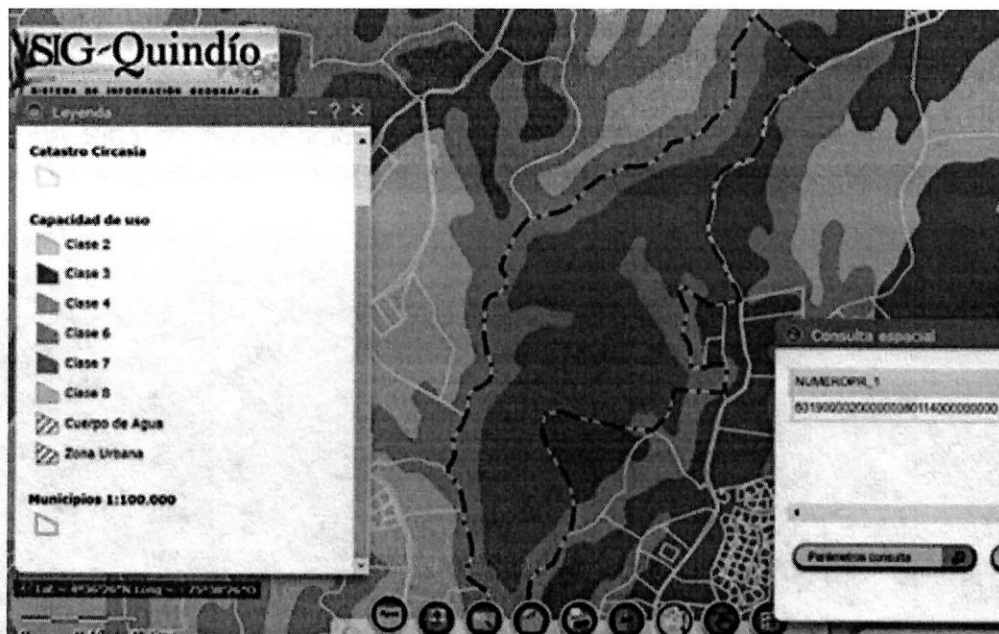 SIG-Quindío
SISTEMA DE INFORMACIÓN GEOGRÁFICA
Leyenda
Catastro Circasia
Capacidad de uso
Clase 2
Clase 3
Clase 4
Clase 6
Clase 7
Clase 8
Cuerpo de Agua
Zona Urbana
Municipios 1:100.000
Consulta espacial
NUMEROPR_1
Parámetros consulta